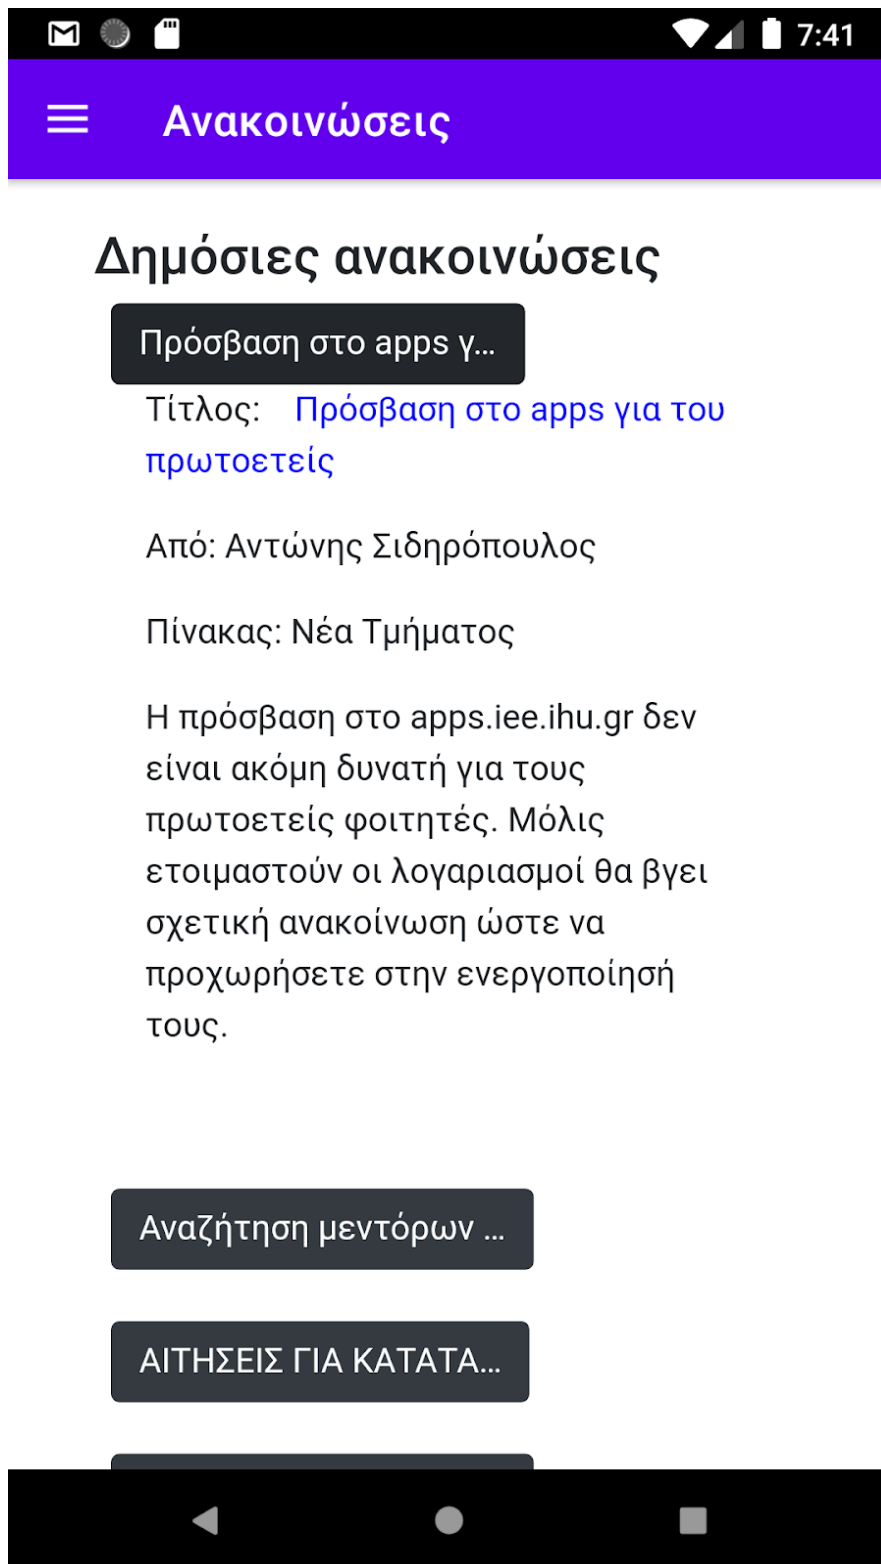 7:41
Ανακοινώσεις
Δημόσιες ανακοινώσεις
Πρόσβαση στο apps γ...
Τίτλος: Πρόσβαση στο apps για του
πρωτοετείς
Από: Αντώνης Σιδηρόπουλος
Πίνακας: Νέα Τμήματος
Η πρόσβαση στο apps.iee.ihu.gr δεν
είναι ακόμη δυνατή για τους
πρωτοετείς φοιτητές. Μόλις
ετοιμαστούν οι λογαριασμοί θα βγει
σχετική ανακοίνωση ώστε να
προχωρήσετε στην ενεργοποίησή
τους.
Αναζήτηση μεντόρων ...
ΑΙΤΗΣΕΙΣ ΓΙΑ ΚΑΤΑΤΑ...